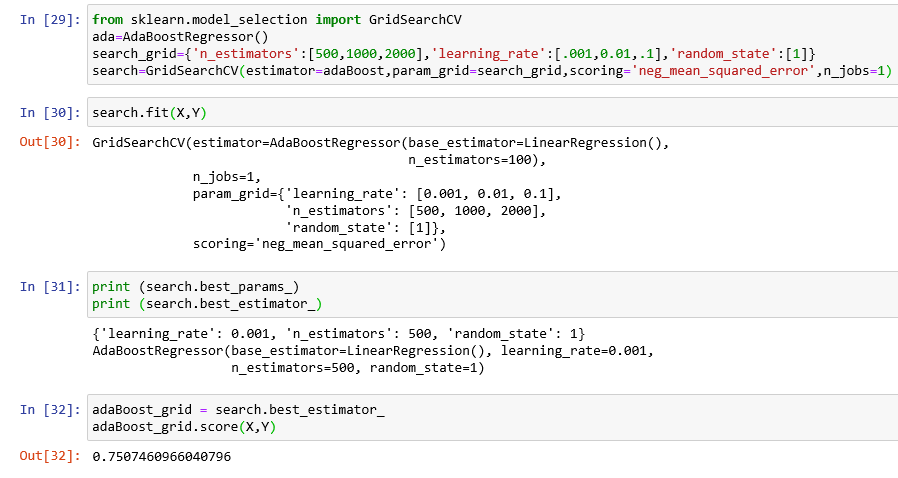 In [29]: from sklearn.model_selection import GridSearchCV
ada=AdaBoostRegressor()
search_grid={'n_estimators':[500,1000,2000],'learning_rate':[.001,0.01,.1],'random_state':[1]}
search=GridSearchCV(estimator=adaBoost,param_grid=search_grid,scoring='neg_mean_squared_error',n_jobs=1)
In [30]: search.fit(X,Y)
Out[30]: GridSearchCV(estimator=AdaBoostRegressor(base_estimator=LinearRegression(),
n_estimators=100),
n_jobs=1,
param_grid={'learning_rate': [0.001, 0.01, 0.1],
'n_estimators': [500, 1000, 2000],
'random_state': [1]},
scoring='neg_mean_squared_error')
In [31]: print (search.best_params_)
print (search.best_estimator_)
{'learning_rate': 0.001, 'n_estimators': 500, 'random_state': 1}
AdaBoostRegressor(base_estimator=LinearRegression(), learning_rate=0.001,
n_estimators=500, random_state=1)
In [32]: adaBoost_grid = search.best_estimator_
adaBoost_grid.score(X,Y)
Out[32]: 0.7507460966040796